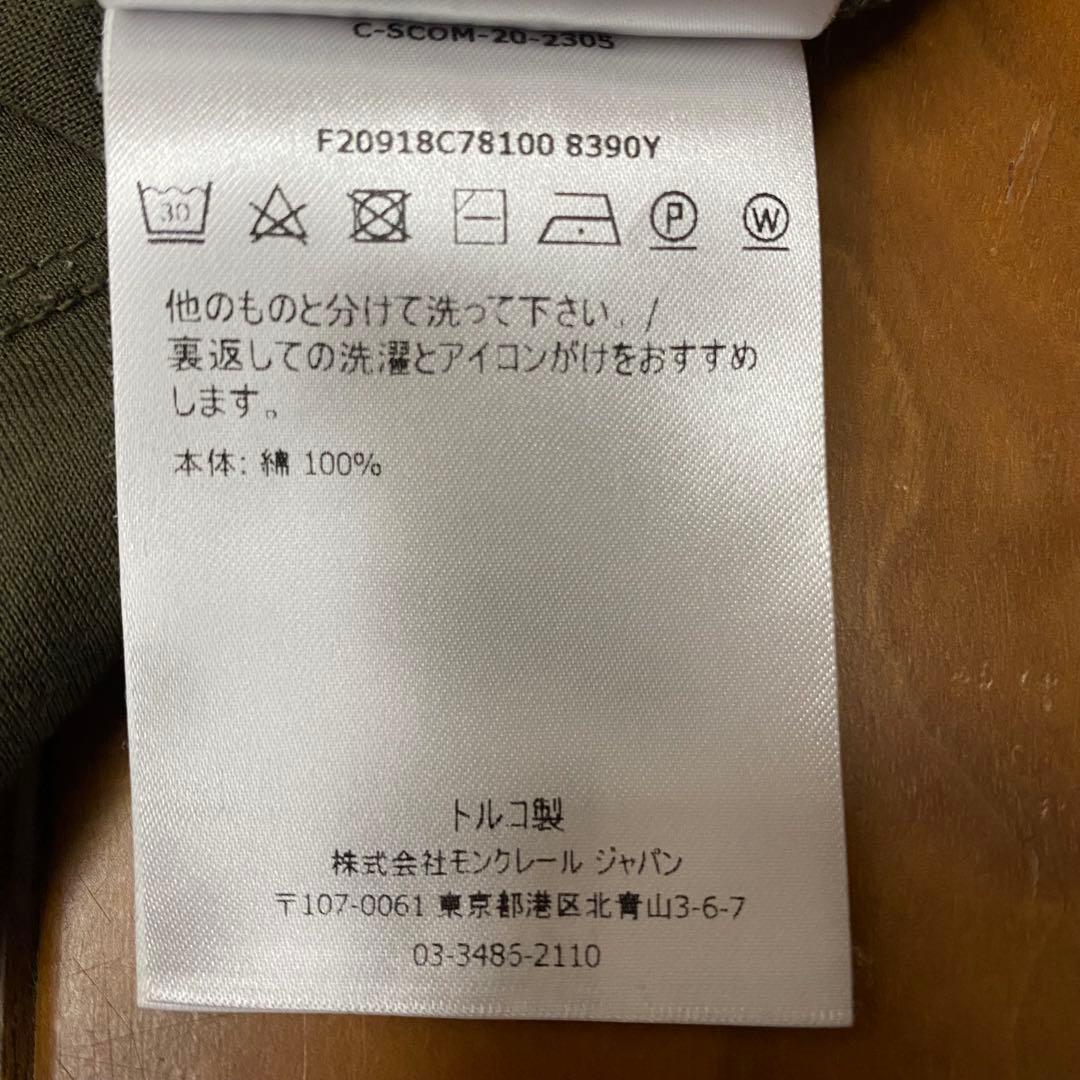 C-SCOM-20-2305
F20918C78100 8390Y
30
P
W
他のものと分けて洗って下さい。/
裏返しての洗濯とアイコンがけをおすすめ
します。
本体: 綿 100%
トルコ製
株式会社モンクレール ジャパン
〒107-0061 東京都港区北青山3-6-7
03-3486-2110